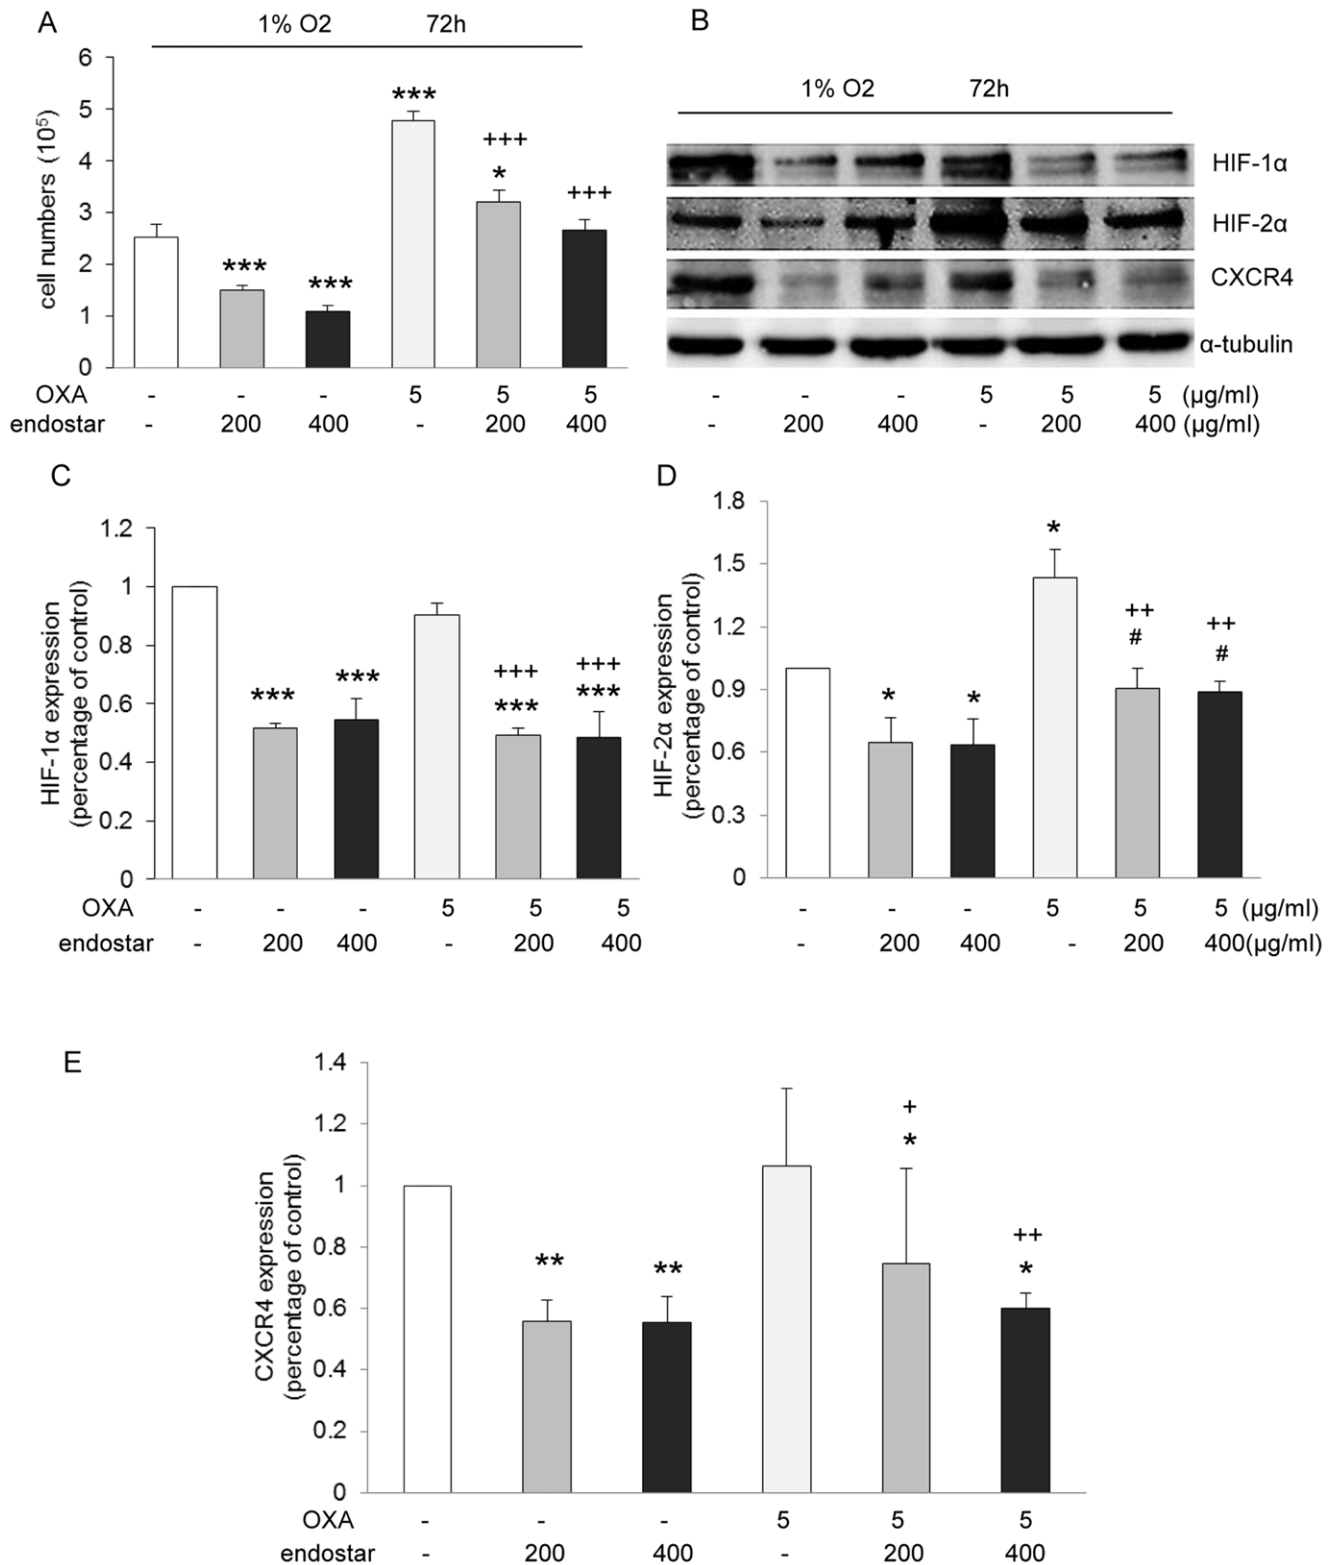 A
1% O2 72h
6
5
4
3
2
1
0
cell numbers (10⁵)
***
***
***
+++
*
+++
OXA - - - 5 5 5
endostar - 200 400 - 200 400
B
1% O2 72h
HIF-1α
HIF-2α
CXCR4
α-tubulin
- - - 5 5 5 (µg/ml)
- 200 400 - 200 400 (µg/ml)
C
1.2
1
0.8
0.6
0.4
0.2
0
HIF-1α expression
(percentage of control)
***
***
+++
***
+++
***
OXA - - - 5 5 5
endostar - 200 400 - 200 400
D
1.8
1.5
1.2
0.9
0.6
0.3
0
HIF-2α expression
(percentage of control)
*
*
*
++
#
++
#
- - - 5 5 5 (µg/ml)
- 200 400 - 200 400(µg/ml)
E
1.4
1.2
1
0.8
0.6
0.4
0.2
0
CXCR4 expression
(percentage of control)
**
**
+
*
++
*
OXA - - - 5 5 5
endostar - 200 400 - 200 400